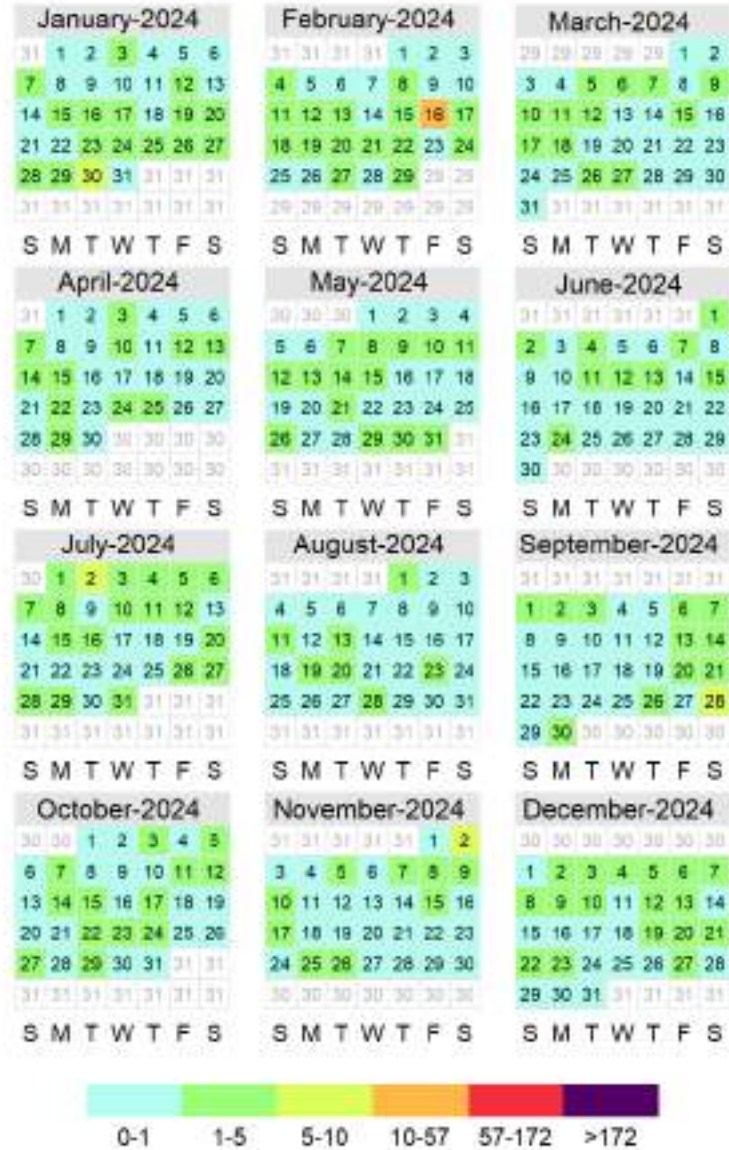 January-2024 February-2024 March-2024
31 1 2 3 4 5 6 31 31 31 31 1 2 3 29 29 29 29 29 1 2
7 8 9 10 11 12 13 4 5 6 7 8 9 10 3 4 5 6 7 8 9
14 15 16 17 18 19 20 11 12 13 14 15 16 17 10 11 12 13 14 15 16
21 22 23 24 25 26 27 18 19 20 21 22 23 24 17 18 19 20 21 22 23
28 29 30 31 31 31 31 25 26 27 28 29 29 29 24 25 26 27 28 29 30
31 31 31 31 31 31 31 29 29 29 29 29 29 29 31 31 31 31 31 31 31
S M T W T F S S M T W T F S S M T W T F S
April-2024 May-2024 June-2024
31 1 2 3 4 5 6 30 30 30 1 2 3 4 31 31 31 31 31 31 1
7 8 9 10 11 12 13 5 6 7 8 9 10 11 2 3 4 5 6 7 8
14 15 16 17 18 19 20 12 13 14 15 16 17 18 9 10 11 12 13 14 15
21 22 23 24 25 26 27 19 20 21 22 23 24 25 16 17 18 19 20 21 22
28 29 30 30 30 30 30 26 27 28 29 30 31 31 23 24 25 26 27 28 29
30 30 30 30 30 30 30 31 31 31 31 31 31 31 30 30 30 30 30 30 30
S M T W T F S S M T W T F S S M T W T F S
July-2024 August-2024 September-2024
30 1 2 3 4 5 6 31 31 31 31 1 2 3 31 31 31 31 31 31 31
7 8 9 10 11 12 13 4 5 6 7 8 9 10 1 2 3 4 5 6 7
14 15 16 17 18 19 20 11 12 13 14 15 16 17 8 9 10 11 12 13 14
21 22 23 24 25 26 27 18 19 20 21 22 23 24 15 16 17 18 19 20 21
28 29 30 31 31 31 31 25 26 27 28 29 30 31 22 23 24 25 26 27 28
31 31 31 31 31 31 31 31 31 31 31 31 31 31 29 30 30 30 30 30 30
S M T W T F S S M T W T F S S M T W T F S
October-2024 November-2024 December-2024
30 30 1 2 3 4 5 31 31 31 31 31 1 2 30 30 30 30 30 30 30
6 7 8 9 10 11 12 3 4 5 6 7 8 9 1 2 3 4 5 6 7
13 14 15 16 17 18 19 10 11 12 13 14 15 16 8 9 10 11 12 13 14
20 21 22 23 24 25 26 17 18 19 20 21 22 23 15 16 17 18 19 20 21
27 28 29 30 31 31 31 24 25 26 27 28 29 30 22 23 24 25 26 27 28
31 31 31 31 31 31 31 30 30 30 30 30 30 30 29 30 31 31 31 31 31
S M T W T F S S M T W T F S S M T W T F S
0-1 1-5 5-10 10-57 57-172 >172